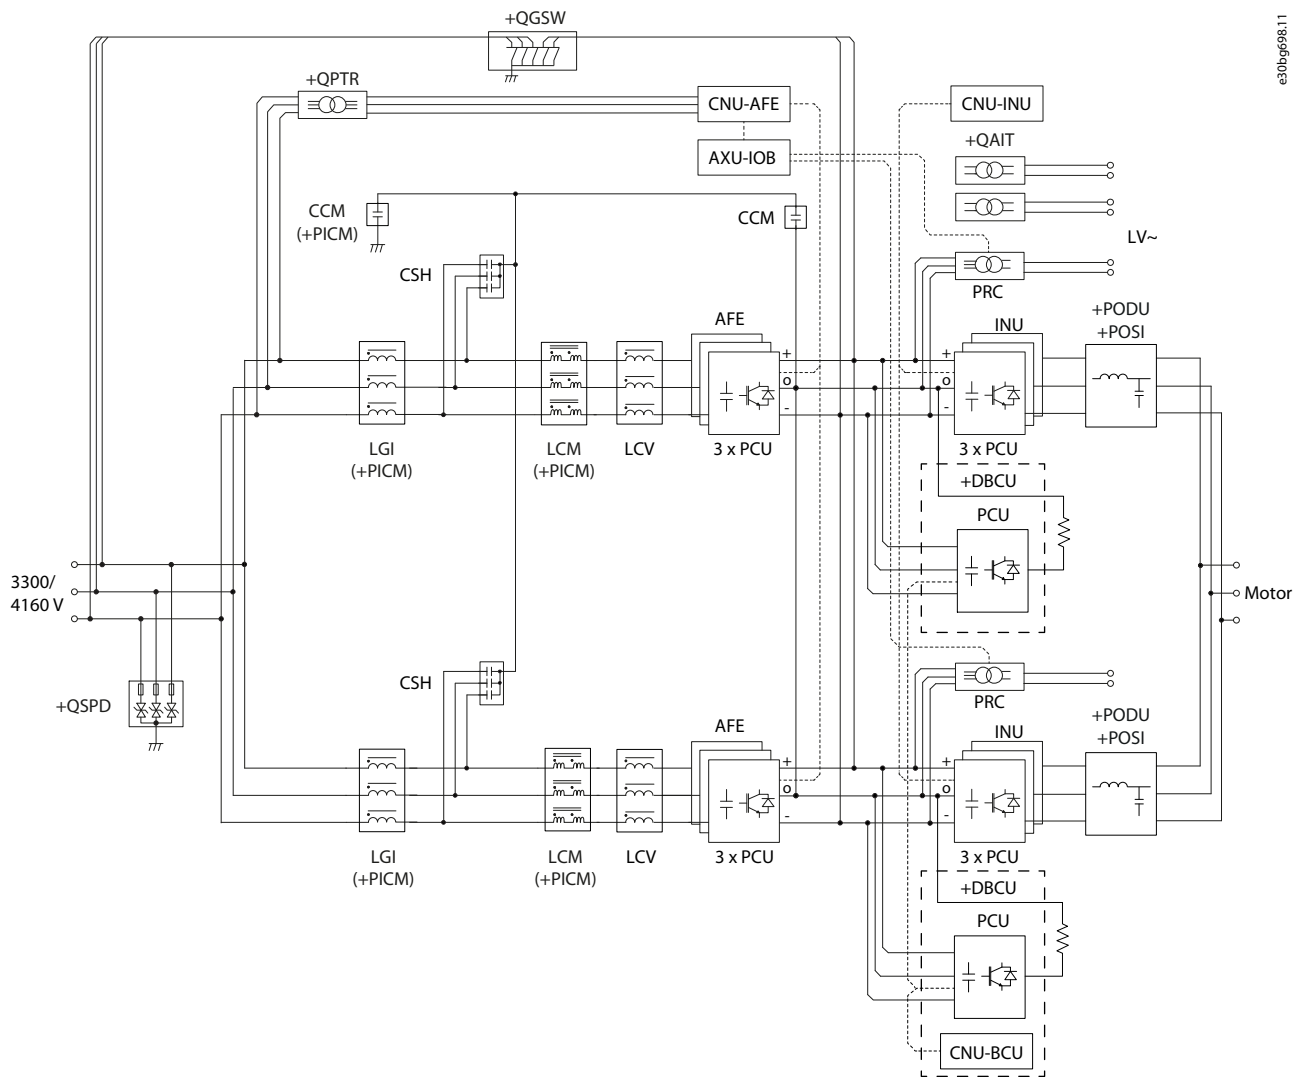 +QGSW
e30bg698.11
+QPTR
CNU-AFE
CNU-INU
+QAIT
AXU-IOB
CCM
(+PICM)
CCM
LV~
CSH
PRC
+PODU
+POSI
AFE
INU
+
o
-
+
o
-
LGI
(+PICM)
LCM
(+PICM)
LCV
3 x PCU
3 x PCU
+DBCU
PCU
3300/
4160 V
Motor
CSH
+QSPD
PRC
+PODU
+POSI
AFE
INU
+
o
-
+
o
-
LGI
(+PICM)
LCM
(+PICM)
LCV
3 x PCU
3 x PCU
+DBCU
PCU
CNU-BCU